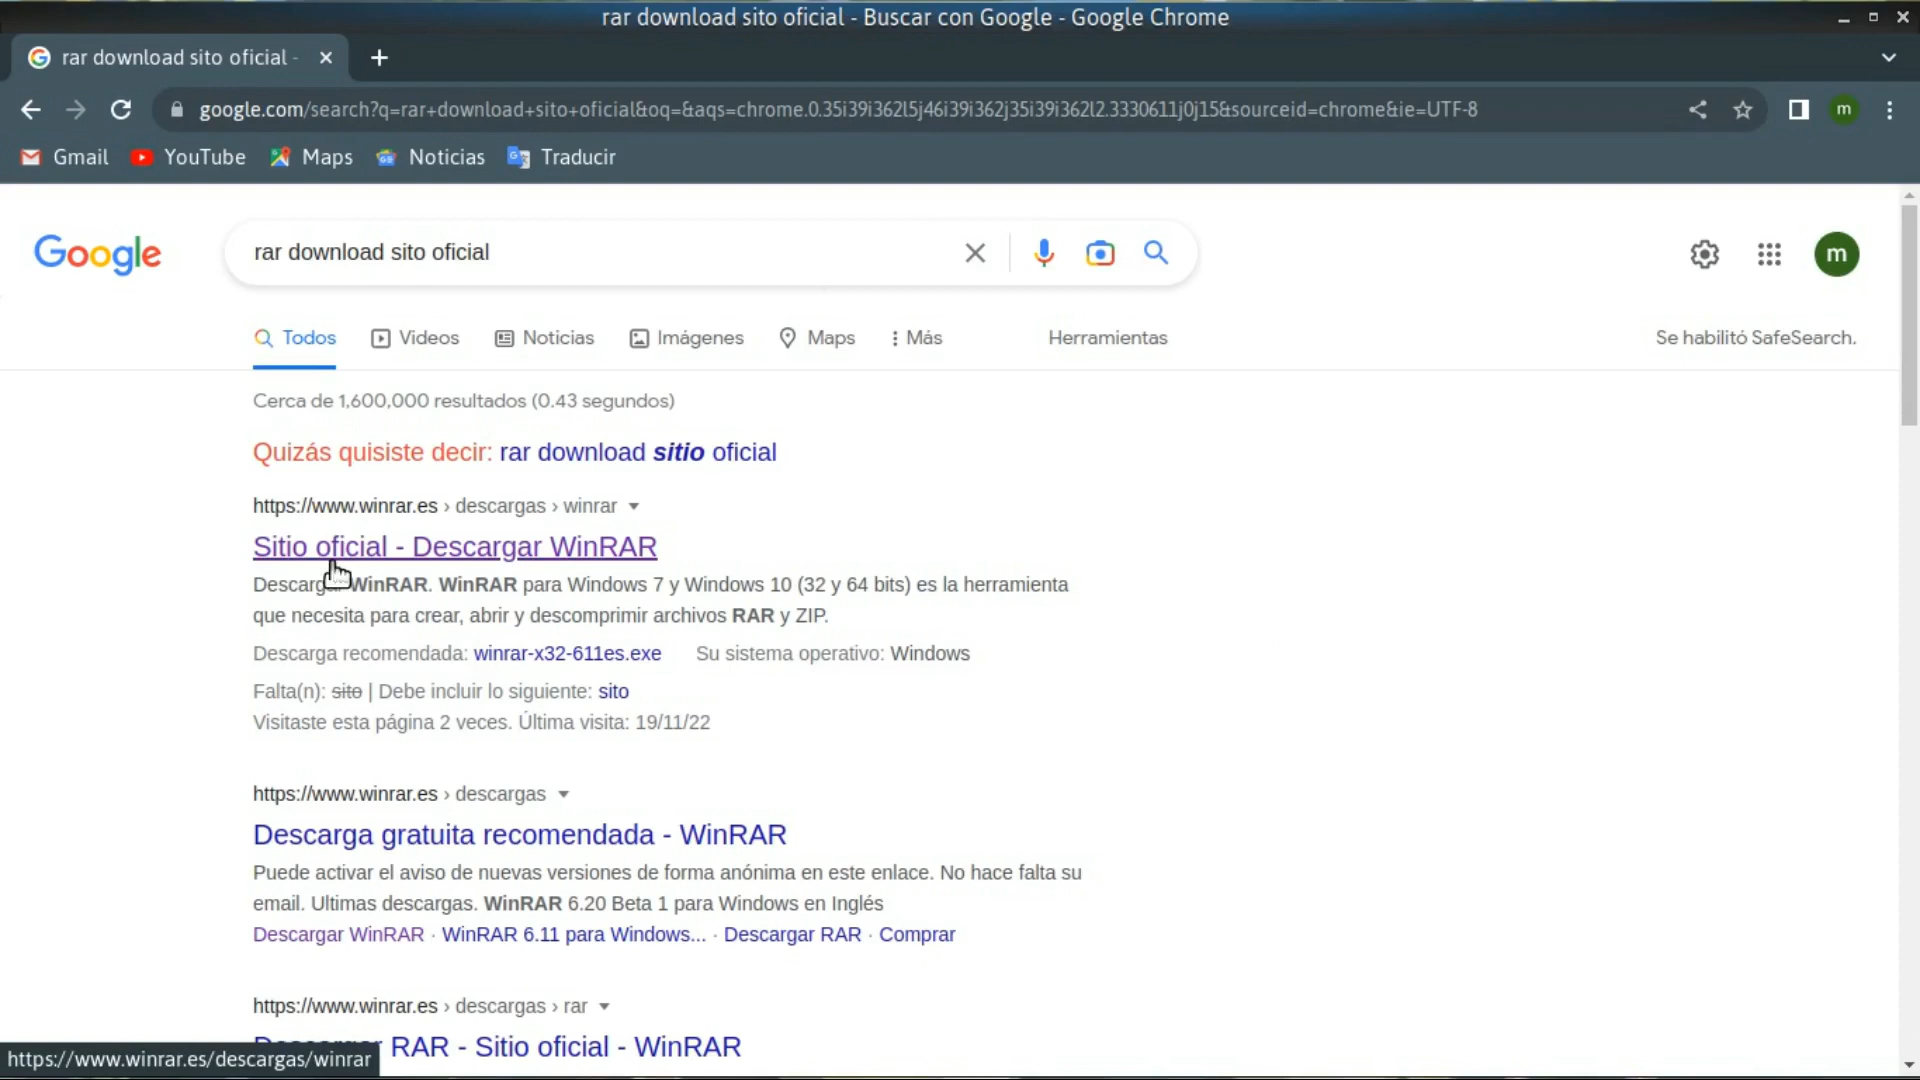 rar download sito oficial - Buscar con Google - Google Chrome
rar download sito oficial -
google.com/search?q=rar+download+sito+oficial&oq=&aqs=chrome.0.35i39i362l5j46i39i362j35i39i362l2.3330611j0j15&sourceid=chrome&ie=UTF-8
m
Gmail YouTube Maps Noticias Traducir
Google
rar download sito oficial
m
Todos Videos Noticias Imágenes Maps Más Herramientas Se habilitó SafeSearch.
Cerca de 1,600,000 resultados (0.43 segundos)
Quizás quisiste decir: rar download sitio oficial
https://www.winrar.es › descargas › winrar
Sitio oficial - Descargar WinRAR
Descargar WinRAR. WinRAR para Windows 7 y Windows 10 (32 y 64 bits) es la herramienta
que necesita para crear, abrir y descomprimir archivos RAR y ZIP.
Descarga recomendada: winrar-x32-611es.exe Su sistema operativo: Windows
Falta(n): sito | Debe incluir lo siguiente: sito
Visitaste esta página 2 veces. Última visita: 19/11/22
https://www.winrar.es › descargas
Descarga gratuita recomendada - WinRAR
Puede activar el aviso de nuevas versiones de forma anónima en este enlace. No hace falta su
email. Ultimas descargas. WinRAR 6.20 Beta 1 para Windows en Inglés
Descargar WinRAR · WinRAR 6.11 para Windows... · Descargar RAR · Comprar
https://www.winrar.es › descargas › rar
Descargar RAR - Sitio oficial - WinRAR
https://www.winrar.es/descargas/winrar